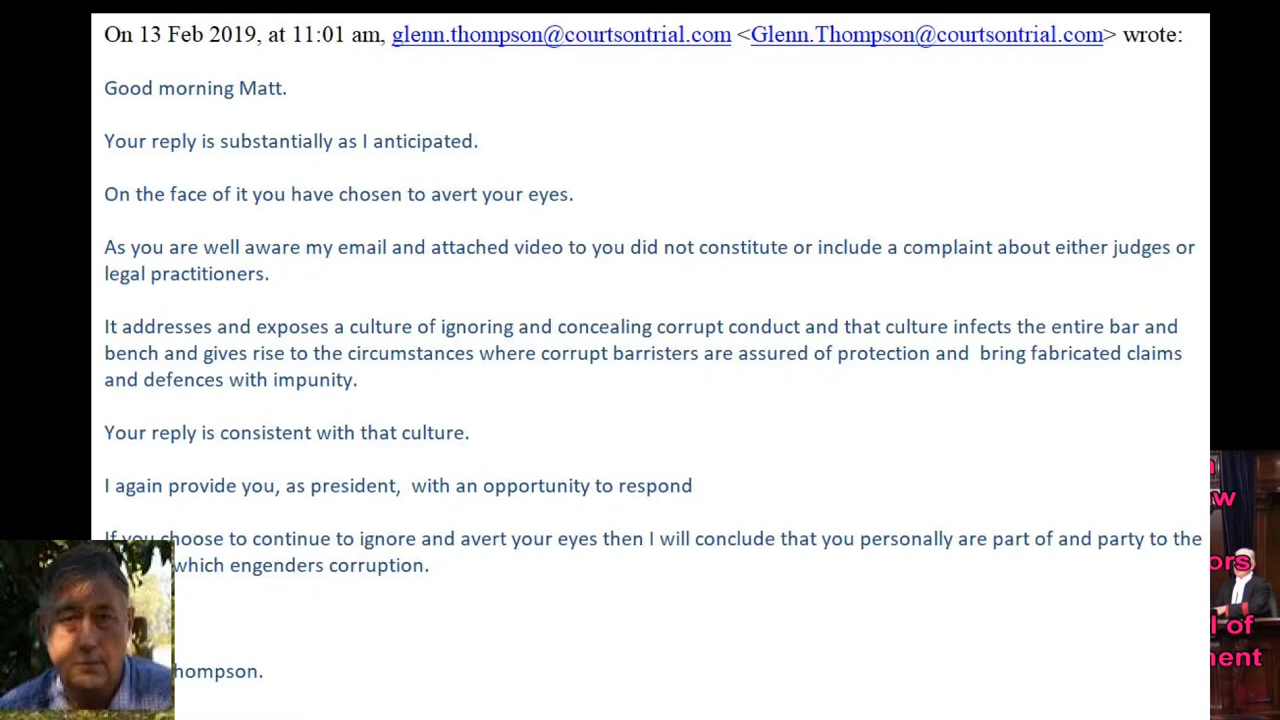 On 13 Feb 2019, at 11:01 am, glenn.thompson@courtsontrial.com <Glenn.Thompson@courtsontrial.com> wrote:
Good morning Matt.
Your reply is substantially as I anticipated.
On the face of it you have chosen to avert your eyes.
As you are well aware my email and attached video to you did not constitute or include a complaint about either judges or
legal practitioners.
It addresses and exposes a culture of ignoring and concealing corrupt conduct and that culture infects the entire bar and
bench and gives rise to the circumstances where corrupt barristers are assured of protection and  bring fabricated claims
and defences with impunity.
Your reply is consistent with that culture.
I again provide you, as president,  with an opportunity to respond
If you choose to continue to ignore and avert your eyes then I will conclude that you personally are part of and party to the
which engenders corruption.
hompson.
ors
l of